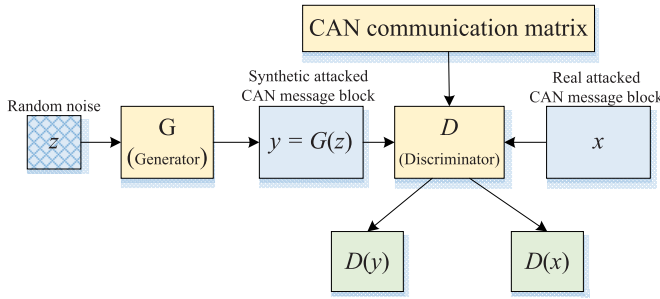 CAN communication matrix
Random noise
z
G
(Generator)
Synthetic attacked
CAN message block
y = G(z)
D
(Discriminator)
Real attacked
CAN message block
x
D(y)
D(x)